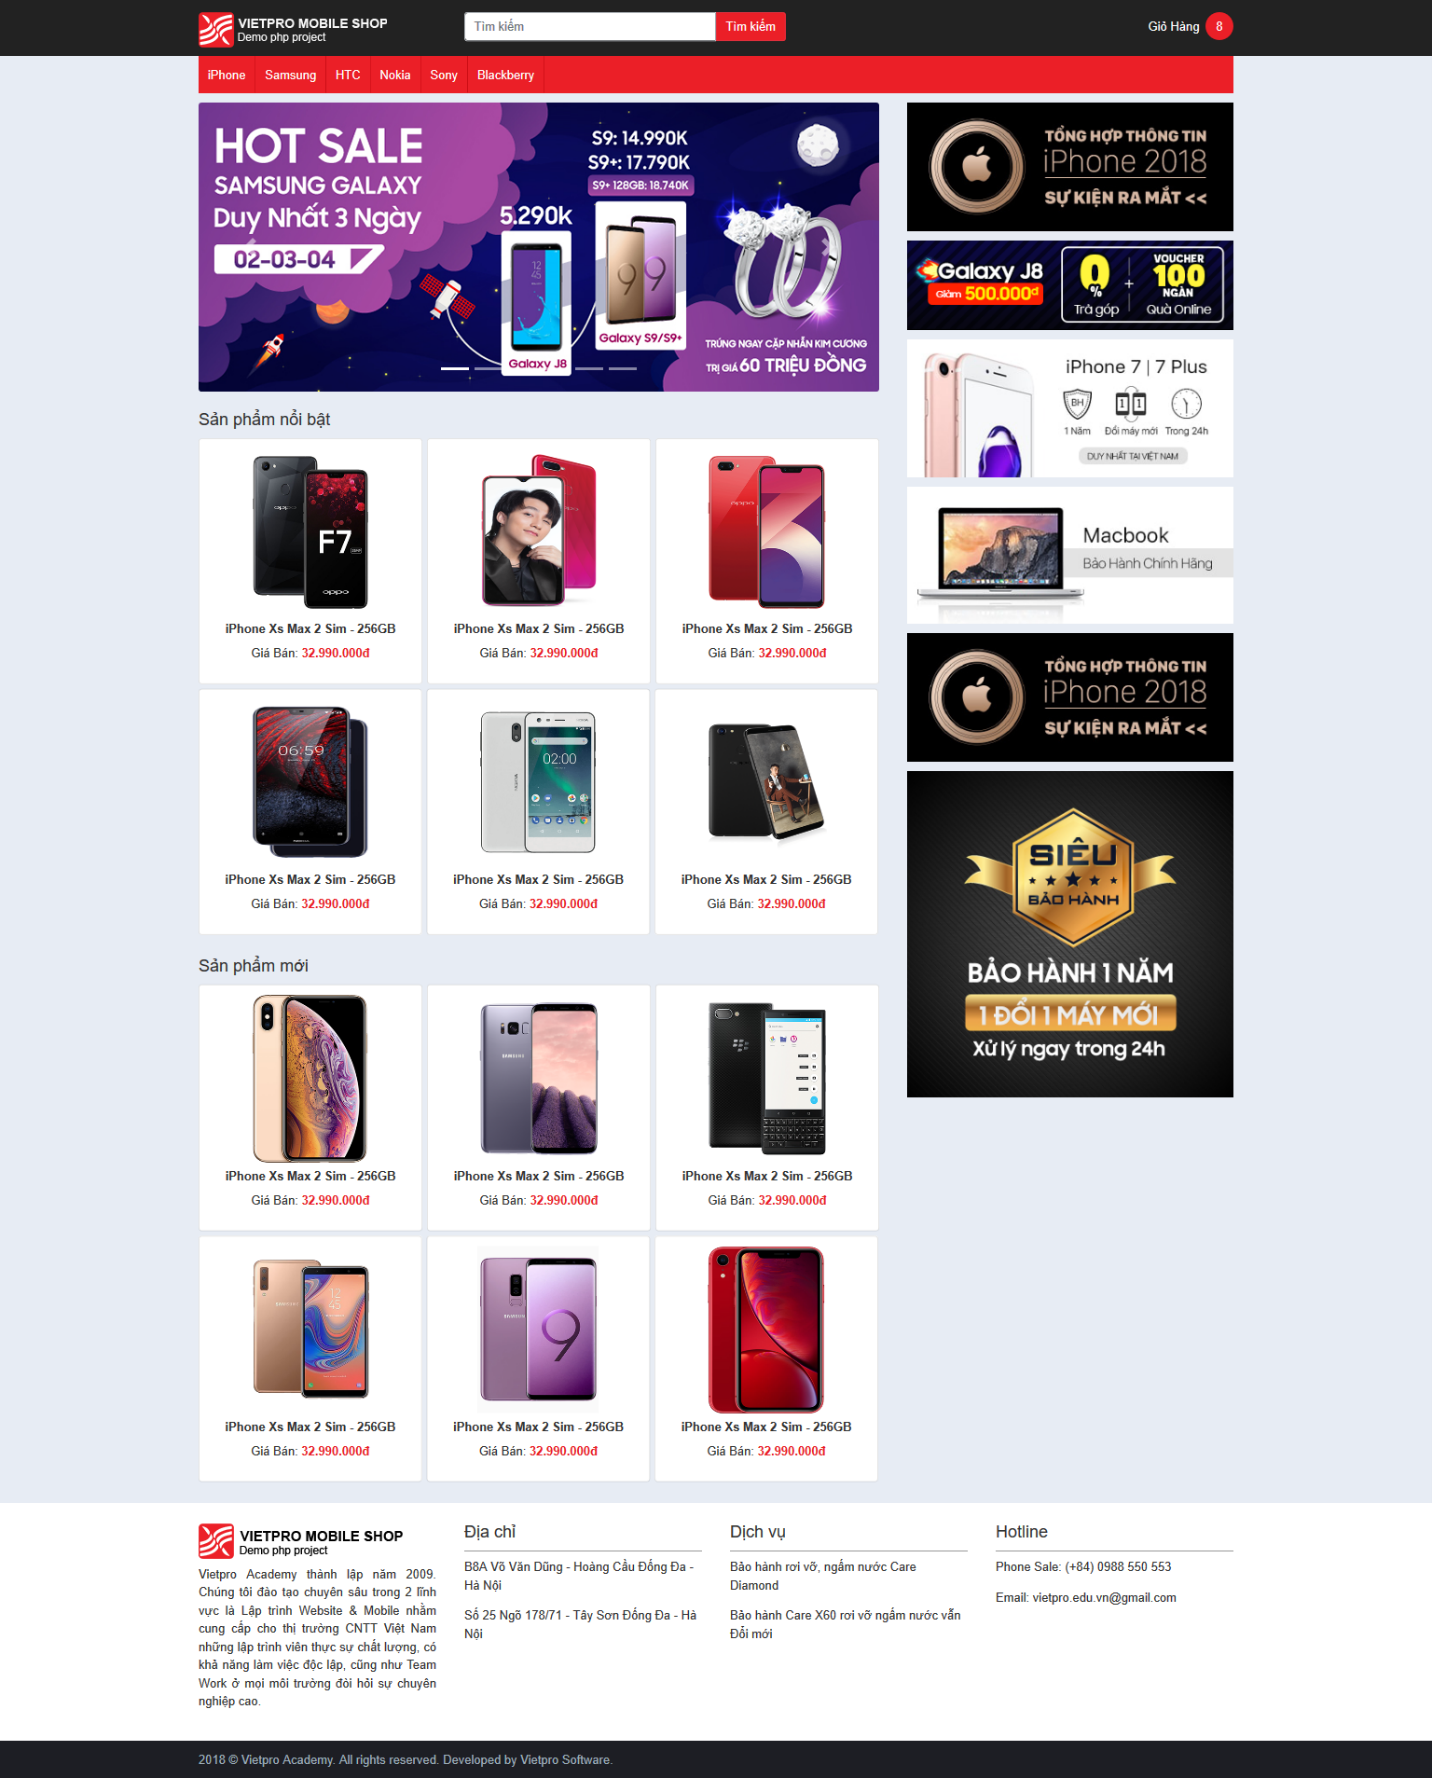 VIETPRO MOBILE SHOP
Demo php project
Tìm kiếm
Tìm kiếm
Giỏ Hàng 8
iPhone
Samsung
HTC
Nokia
Sony
Blackberry
HOT SALE
SAMSUNG GALAXY
Duy Nhất 3 Ngày
02-03-04
S9: 14.990K
S9+: 17.790K
S9+ 128GB: 18.740K
5.290k
Galaxy J8
Galaxy S9/S9+
TRÚNG NGAY CẶP NHẪN KIM CƯƠNG
TRỊ GIÁ 60 TRIỆU ĐỒNG
TỔNG HỢP THÔNG TIN
iPhone 2018
SỰ KIỆN RA MẮT <<
Galaxy J8
Giảm 500.000đ
0%
Trả góp
+
VOUCHER
100
NGÀN
Quà Online
iPhone 7 | 7 Plus
BH
1 1
1 Năm
Đổi máy mới
Trong 24h
DUY NHẤT TẠI VIỆT NAM
Macbook
Bảo Hành Chính Hãng
TỔNG HỢP THÔNG TIN
iPhone 2018
SỰ KIỆN RA MẮT <<
SIÊU
BẢO HÀNH
BẢO HÀNH 1 NĂM
1 ĐỔI 1 MÁY MỚI
Xử lý ngay trong 24h
Sản phẩm nổi bật
oppo
F7
oppo
oppo
iPhone Xs Max 2 Sim - 256GB
Giá Bán: 32.990.000đ
iPhone Xs Max 2 Sim - 256GB
Giá Bán: 32.990.000đ
iPhone Xs Max 2 Sim - 256GB
Giá Bán: 32.990.000đ
06:59
02:00
NOKIA
iPhone Xs Max 2 Sim - 256GB
Giá Bán: 32.990.000đ
iPhone Xs Max 2 Sim - 256GB
Giá Bán: 32.990.000đ
iPhone Xs Max 2 Sim - 256GB
Giá Bán: 32.990.000đ
Sản phẩm mới
SAMSUNG
iPhone Xs Max 2 Sim - 256GB
Giá Bán: 32.990.000đ
iPhone Xs Max 2 Sim - 256GB
Giá Bán: 32.990.000đ
iPhone Xs Max 2 Sim - 256GB
Giá Bán: 32.990.000đ
SAMSUNG
12
45
SAMSUNG
9
iPhone Xs Max 2 Sim - 256GB
Giá Bán: 32.990.000đ
iPhone Xs Max 2 Sim - 256GB
Giá Bán: 32.990.000đ
iPhone Xs Max 2 Sim - 256GB
Giá Bán: 32.990.000đ
VIETPRO MOBILE SHOP
Demo php project
Vietpro Academy thành lập năm 2009.
Chúng tôi đào tạo chuyên sâu trong 2 lĩnh
vực là Lập trình Website & Mobile nhằm
cung cấp cho thị trường CNTT Việt Nam
những lập trình viên thực sự chất lượng, có
khả năng làm việc độc lập, cũng như Team
Work ở mọi môi trường đòi hỏi sự chuyên
nghiệp cao.
Địa chỉ
B8A Võ Văn Dũng - Hoàng Cầu Đống Đa -
Hà Nội
Số 25 Ngõ 178/71 - Tây Sơn Đống Đa - Hà
Nội
Dịch vụ
Bảo hành rơi vỡ, ngấm nước Care
Diamond
Bảo hành Care X60 rơi vỡ ngấm nước vẫn
Đổi mới
Hotline
Phone Sale: (+84) 0988 550 553
Email: vietpro.edu.vn@gmail.com
2018 © Vietpro Academy. All rights reserved. Developed by Vietpro Software.